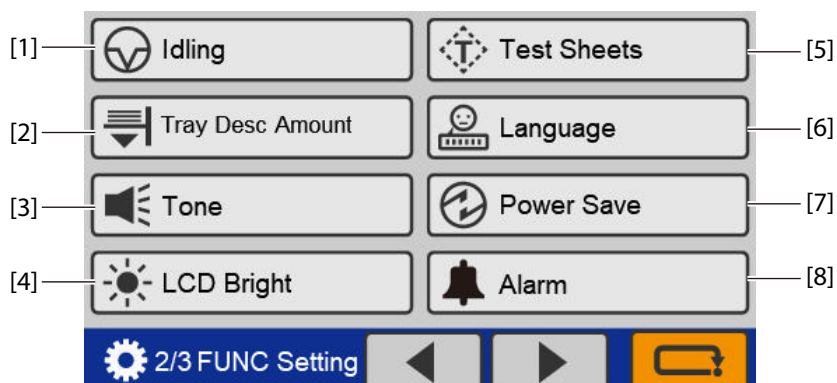 [1] Idling Test Sheets [5]
[2] Tray Desc Amount Language [6]
[3] Tone Power Save [7]
[4] LCD Bright Alarm [8]
2/3 FUNC Setting